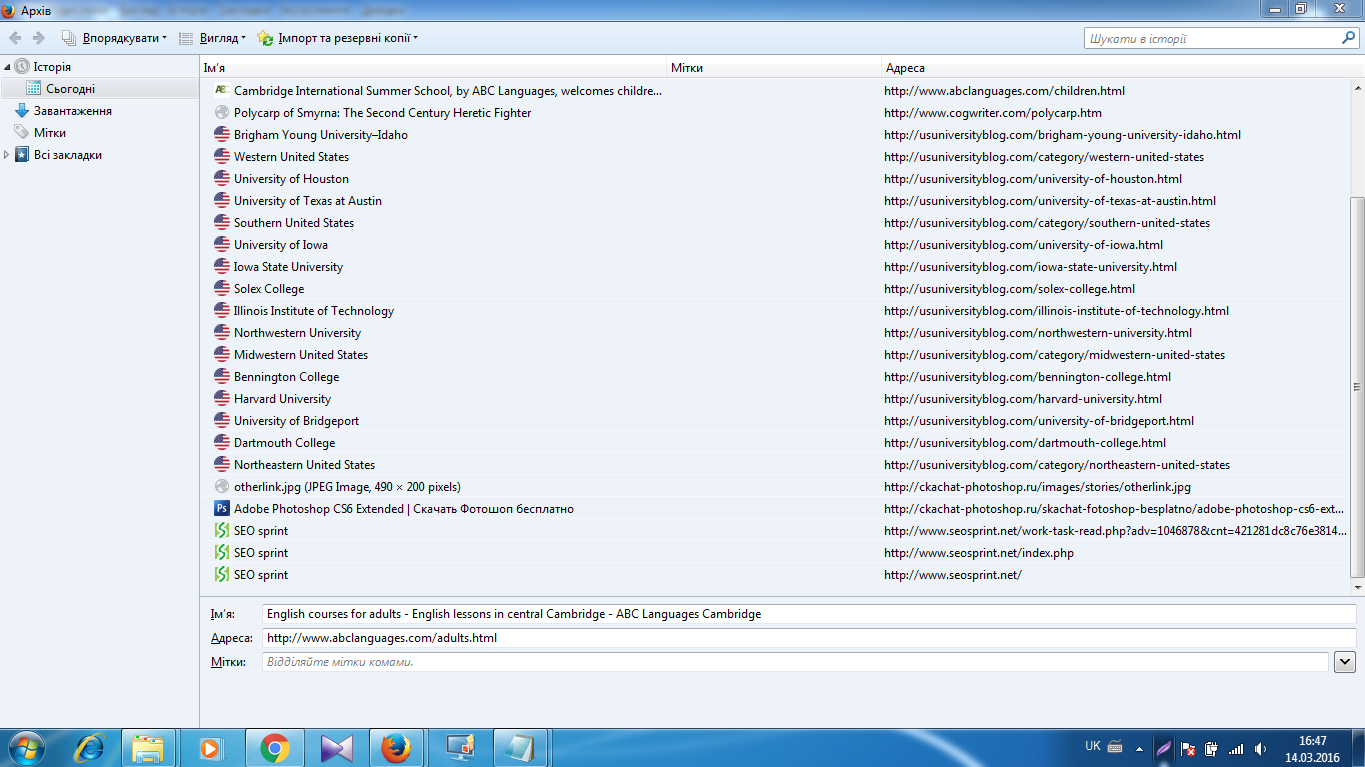 Архів
Впорядкувати Вигляд Імпорт та резервні копії Шукати в історії
Історія
Сьогодні
Завантаження
Мітки
Всі закладки
Ім'я Мітки Адреса
Cambridge International Summer School, by ABC Languages, welcomes childre... http://www.abclanguages.com/children.html
Polycarp of Smyrna: The Second Century Heretic Fighter http://www.cogwriter.com/polycarp.htm
Brigham Young University–Idaho http://usuniversityblog.com/brigham-young-university-idaho.html
Western United States http://usuniversityblog.com/category/western-united-states
University of Houston http://usuniversityblog.com/university-of-houston.html
University of Texas at Austin http://usuniversityblog.com/university-of-texas-at-austin.html
Southern United States http://usuniversityblog.com/category/southern-united-states
University of Iowa http://usuniversityblog.com/university-of-iowa.html
Iowa State University http://usuniversityblog.com/iowa-state-university.html
Solex College http://usuniversityblog.com/solex-college.html
Illinois Institute of Technology http://usuniversityblog.com/illinois-institute-of-technology.html
Northwestern University http://usuniversityblog.com/northwestern-university.html
Midwestern United States http://usuniversityblog.com/category/midwestern-united-states
Bennington College http://usuniversityblog.com/bennington-college.html
Harvard University http://usuniversityblog.com/harvard-university.html
University of Bridgeport http://usuniversityblog.com/university-of-bridgeport.html
Dartmouth College http://usuniversityblog.com/dartmouth-college.html
Northeastern United States http://usuniversityblog.com/category/northeastern-united-states
otherlink.jpg (JPEG Image, 490 × 200 pixels) http://ckachat-photoshop.ru/images/stories/otherlink.jpg
Ps Adobe Photoshop CS6 Extended | Скачать Фотошоп бесплатно http://ckachat-photoshop.ru/skachat-fotoshop-besplatno/adobe-photoshop-cs6-ext...
SEO sprint http://www.seosprint.net/work-task-read.php?adv=1046878&cnt=421281dc8c76e3814...
SEO sprint http://www.seosprint.net/index.php
SEO sprint http://www.seosprint.net/
Ім'я: English courses for adults - English lessons in central Cambridge - ABC Languages Cambridge
Адреса: http://www.abclanguages.com/adults.html
Мітки: Відділяйте мітки комами.
UK 16:47
14.03.2016